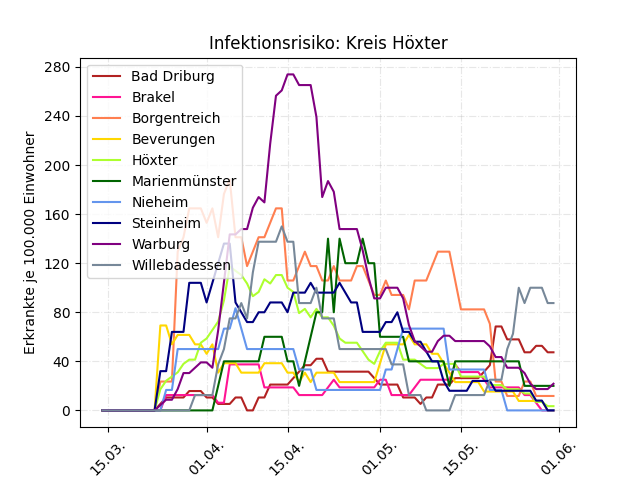 Infektionsrisiko: Kreis Höxter
Erkrankte je 100.000 Einwohner
280
240
200
160
120
80
40
0
Bad Driburg
Brakel
Borgentreich
Beverungen
Höxter
Marienmünster
Nieheim
Steinheim
Warburg
Willebadessen
15.03.
01.04.
15.04.
01.05.
15.05.
01.06.